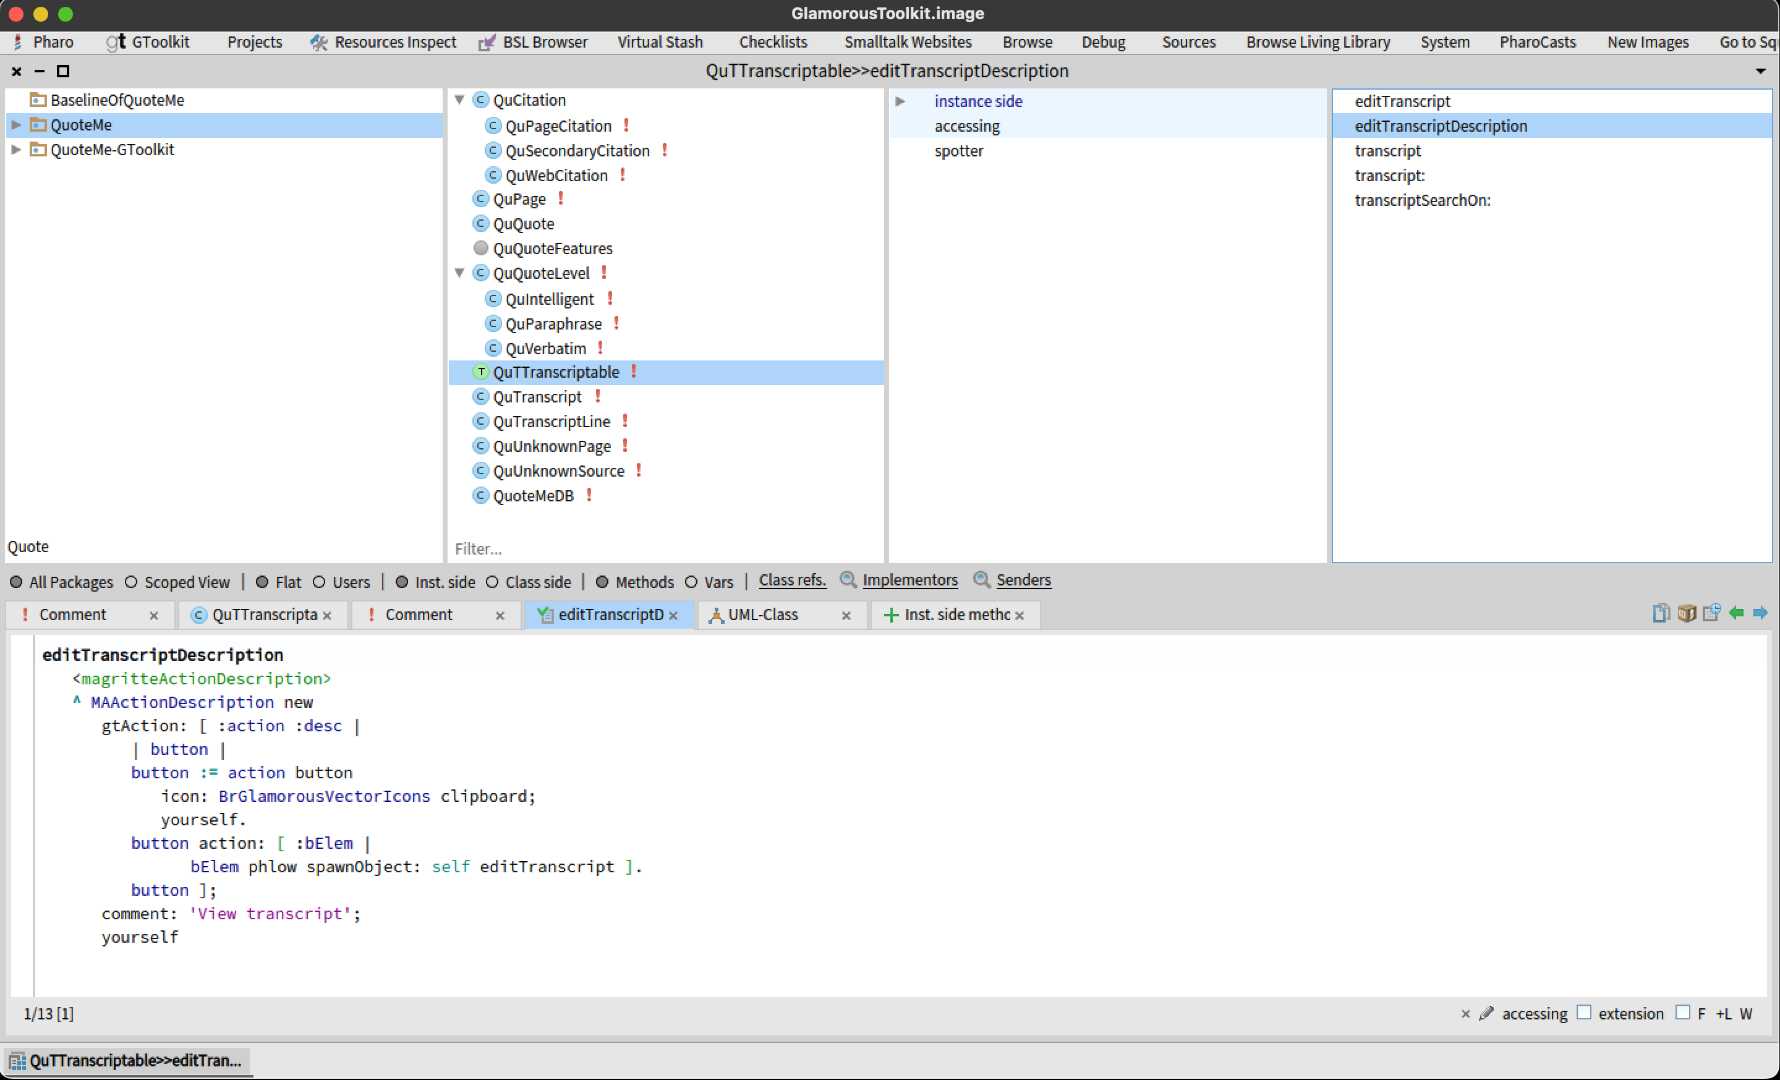 GlamorousToolkit.image
Pharo gt GToolkit Projects Resources Inspect BSL Browser Virtual Stash Checklists Smalltalk Websites Browse Debug Sources Browse Living Library System PharoCasts New Images Go to Sq
QuTTranscriptable>>editTranscriptDescription
BaselineOfQuoteMe
QuoteMe
QuoteMe-GToolkit
Quote
QuCitation
QuPageCitation !
QuSecondaryCitation !
QuWebCitation !
QuPage !
QuQuote
QuQuoteFeatures
QuQuoteLevel !
QuIntelligent !
QuParaphrase !
QuVerbatim !
QuTTranscriptable !
QuTranscript !
QuTranscriptLine !
QuUnknownPage !
QuUnknownSource !
QuoteMeDB !
Filter...
instance side
accessing
spotter
editTranscript
editTranscriptDescription
transcript
transcript:
transcriptSearchOn:
All Packages Scoped View | Flat Users | Inst. side Class side | Methods Vars | Class refs. Implementors Senders
! Comment × QuTTranscripta × ! Comment × editTranscriptD × UML-Class × Inst. side methc ×
editTranscriptDescription
<magritteActionDescription>
^ MAActionDescription new
gtAction: [ :action :desc |
| button |
button := action button
icon: BrGlamorousVectorIcons clipboard;
yourself.
button action: [ :bElem |
bElem phlow spawnObject: self editTranscript ].
button ];
comment: 'View transcript';
yourself
1/13 [1]
× accessing extension F +L W
QuTTranscriptable>>editTran...